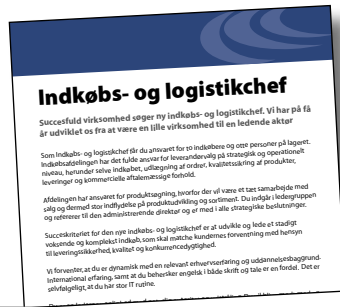 Indkøbs- og logistikchef
Succesfuld virksomhed søger ny indkøbs- og logistikchef. Vi har på få
år udviklet os fra at være en lille virksomhed til en ledende aktør
Som Indkøbs- og logistikchef får du ansvaret for 10 indkøbere og otte personer på lageret.
Indkøbsafdelingen har det fulde ansvar for leverandørvalg på strategisk og operationelt
niveau, herunder selve indkøbet, udlægning af ordrer, kvalitetssikring af produkter,
leveringer og kommercielle aftalemæssige forhold.
Afdelingen har ansvaret for produktsøgning, hvorfor der vil være et tæt samarbejde med
salg og dermed stor indflydelse på produktudvikling og sortiment. Du indgår i ledergruppen
og refererer til den administrerende direktør og er med i alle strategiske beslutninger.
Succeskriteriet for den nye indkøbs- og logistikchef er at udvikle og lede et stadigt
voksende og komplekst indkøb, som skal matche kundernes forventning med hensyn
til leveringssikkerhed, kvalitet og konkurrencedygtighed.
Vi forventer, at du er dynamisk med en relevant erhvervserfaring og uddannelsesbaggrund.
International erfaring, samt at du behersker engelsk i både skrift og tale er en fordel. Det er
selvfølgeligt, at du har stor IT rutine.